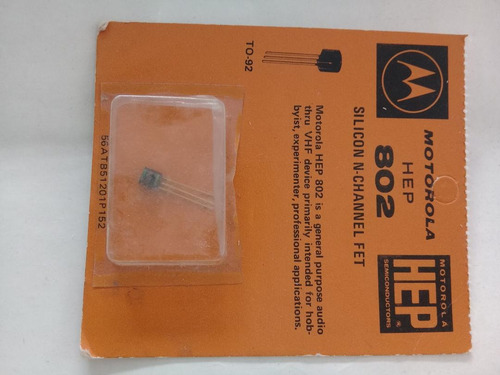 MOTOROLA
HEP
802
MOTOROLA
HEP®
SEMICONDUCTORS
SILICON N-CHANNEL FET
TO-92
Motorola HEP 802 is a general purpose audio
thru VHF device primarily intended for hob-
byist, experimenter, professional applications.
56ATB51201P152